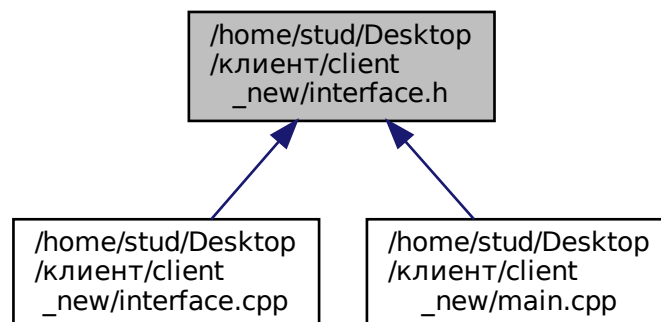 /home/stud/Desktop
/клиент/client
_new/interface.h
/home/stud/Desktop
/клиент/client
_new/interface.cpp
/home/stud/Desktop
/клиент/client
_new/main.cpp